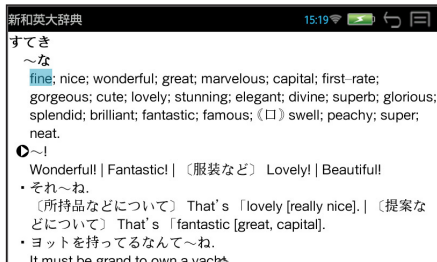 新和英大辞典 15:19
すてき
～な
fine; nice; wonderful; great; marvelous; capital; first-rate;
gorgeous; cute; lovely; stunning; elegant; divine; superb; glorious;
splendid; brilliant; fantastic; famous;《口》swell; peachy; super;
neat.
～!
Wonderful! | Fantastic! | 〔服装など〕 Lovely! | Beautiful!
・それ～ね.
〔所持品などについて〕 That's 「lovely [really nice]. | 〔提案な
どについて〕 That's 「fantastic [great, capital].
・ヨットを持ってるなんて～ね.
It must be grand to own a yacht.